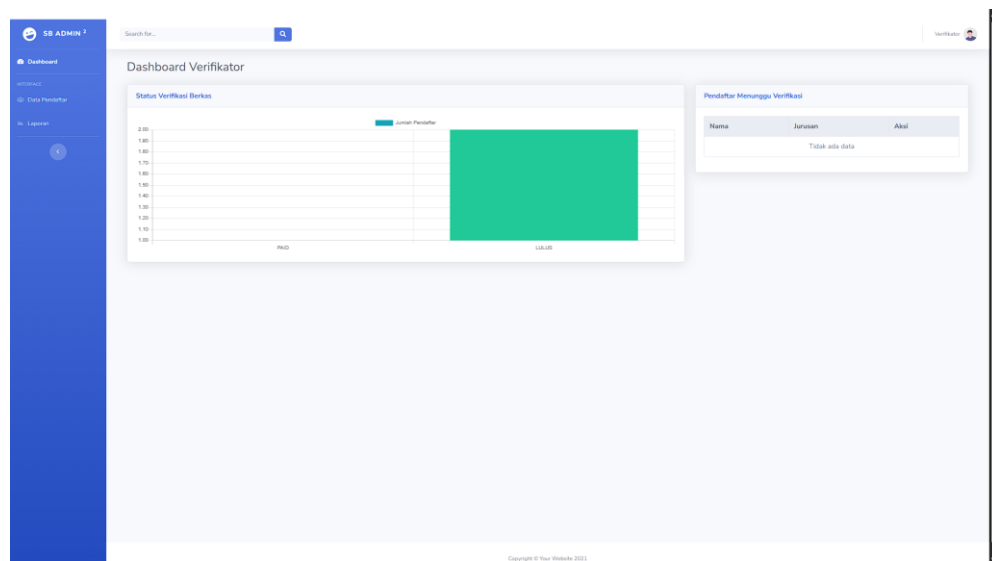 SB ADMIN 2
Search for...
Verifikator
Dashboard
INTERFACE
Data Pendaftar
Laporan
Dashboard Verifikator
Status Verifikasi Berkas
Jumlah Pendaftar
2.00
1.90
1.80
1.70
1.60
1.50
1.40
1.30
1.20
1.10
1.00
PAID
LULUS
Pendaftar Menunggu Verifikasi
Nama Jurusan Aksi
Tidak ada data
Copyright © Your Website 2021